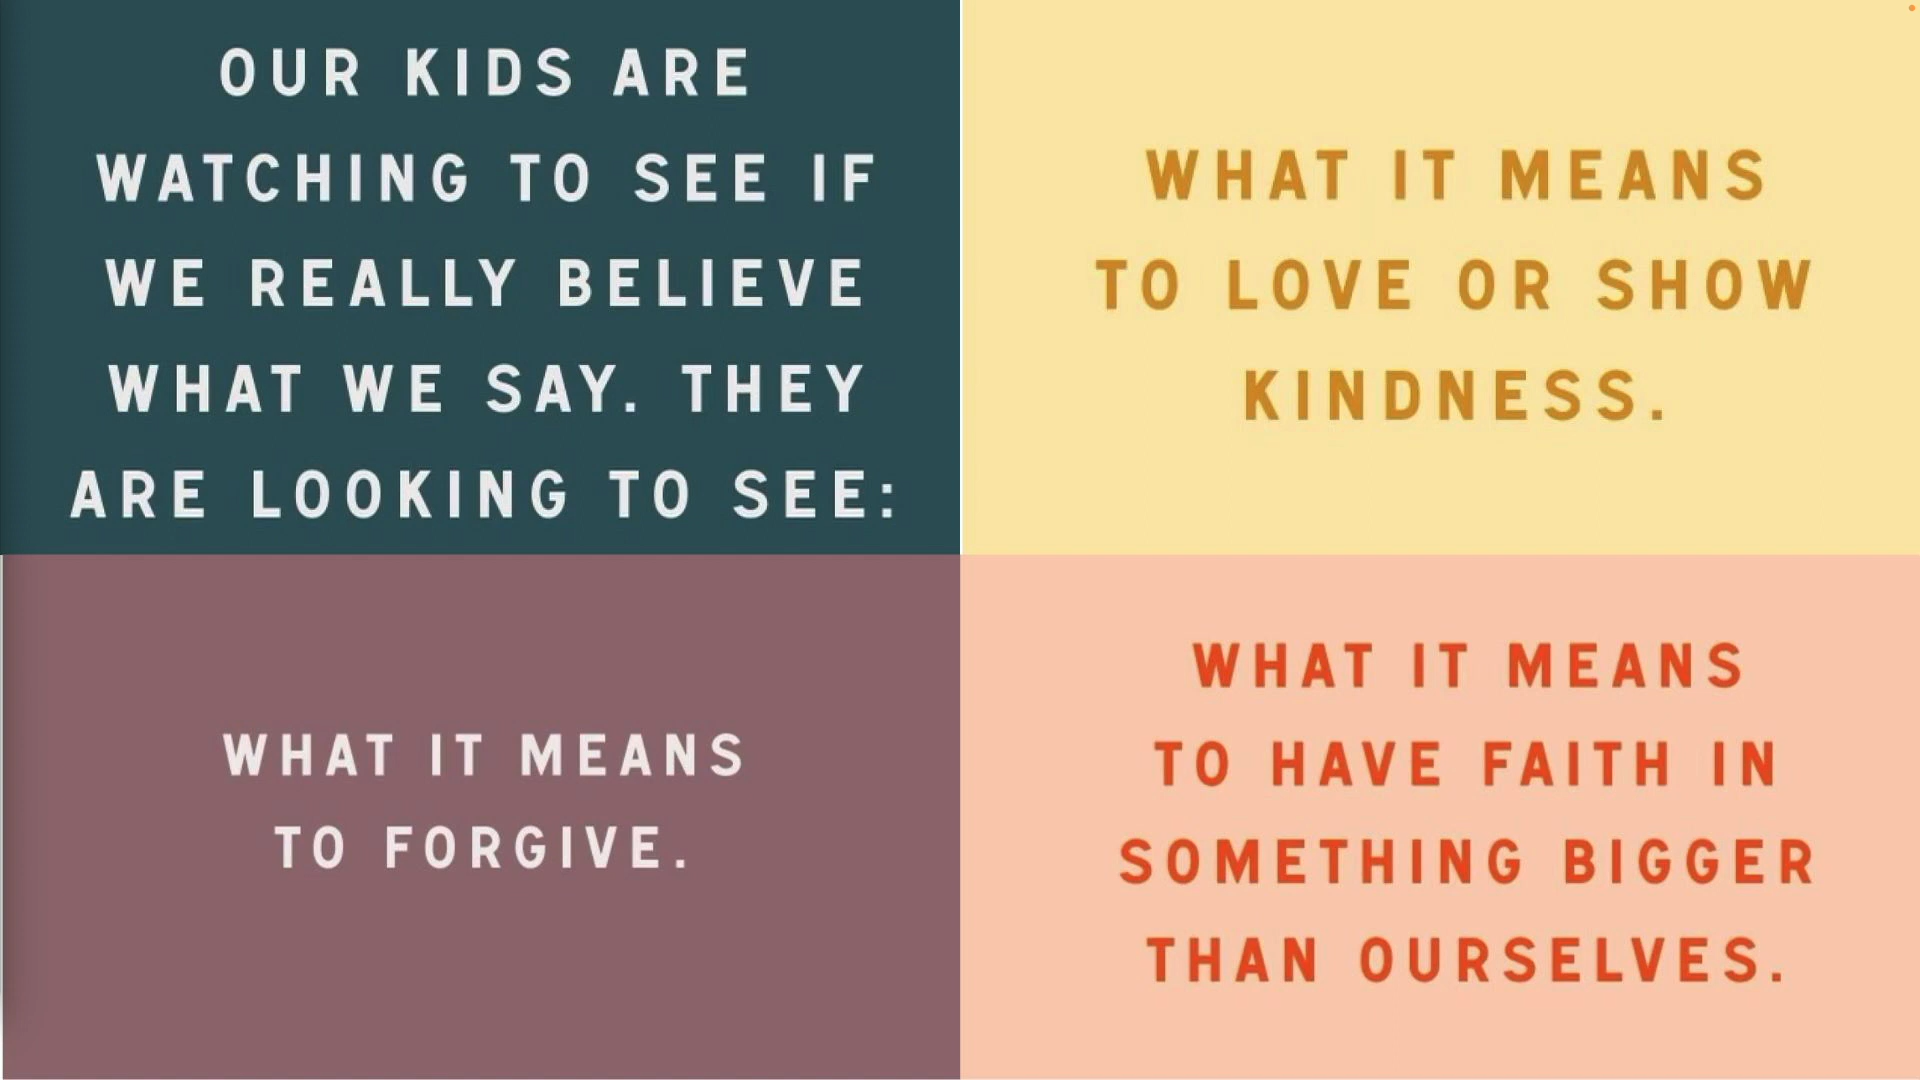 OUR KIDS ARE
WATCHING TO SEE IF
WE REALLY BELIEVE
WHAT WE SAY. THEY
ARE LOOKING TO SEE:
WHAT IT MEANS
TO LOVE OR SHOW
KINDNESS.
WHAT IT MEANS
TO FORGIVE.
WHAT IT MEANS
TO HAVE FAITH IN
SOMETHING BIGGER
THAN OURSELVES.